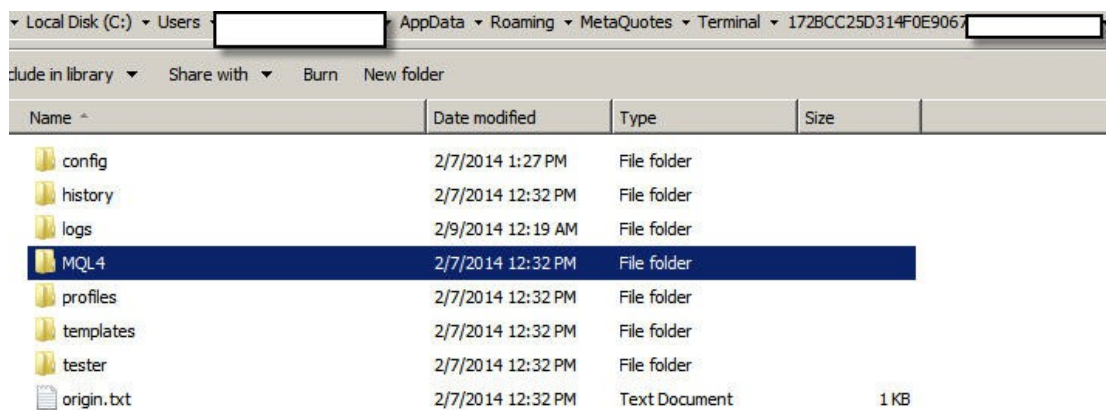 Local Disk (C:) Users AppData Roaming MetaQuotes Terminal 172BCC25D314F0E9067
clude in library Share with Burn New folder
Name Date modified Type Size
config 2/7/2014 1:27 PM File folder
history 2/7/2014 12:32 PM File folder
logs 2/9/2014 12:19 AM File folder
MQL4 2/7/2014 12:32 PM File folder
profiles 2/7/2014 12:32 PM File folder
templates 2/7/2014 12:32 PM File folder
tester 2/7/2014 12:32 PM File folder
origin.txt 2/7/2014 12:32 PM Text Document 1 KB